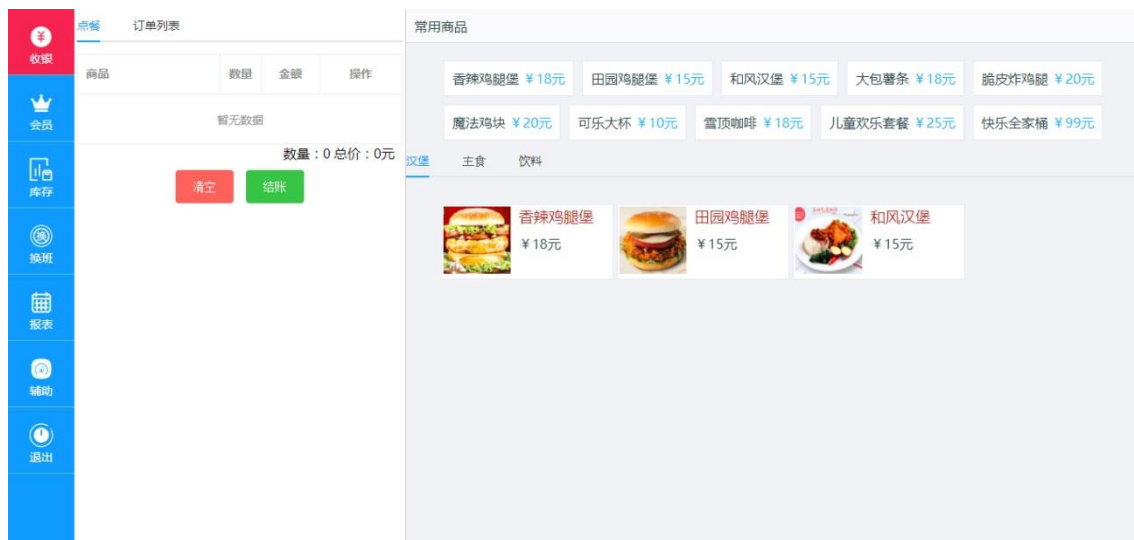 收银
会员
库存
换
换班
报表
辅助
退出
点餐 订单列表
商品 数量 金额 操作
暂无数据
数量：0 总价：0元
清空 结账
常用商品
香辣鸡腿堡 ￥18元 田园鸡腿堡 ￥15元 和风汉堡 ￥15元 大包薯条 ￥18元 脆皮炸鸡腿 ￥20元
魔法鸡块 ￥20元 可乐大杯 ￥10元 雪顶咖啡 ￥18元 儿童欢乐套餐 ￥25元 快乐全家桶 ￥99元
汉堡 主食 饮料
香辣鸡腿堡
￥18元
田园鸡腿堡
￥15元
和风汉堡
￥15元